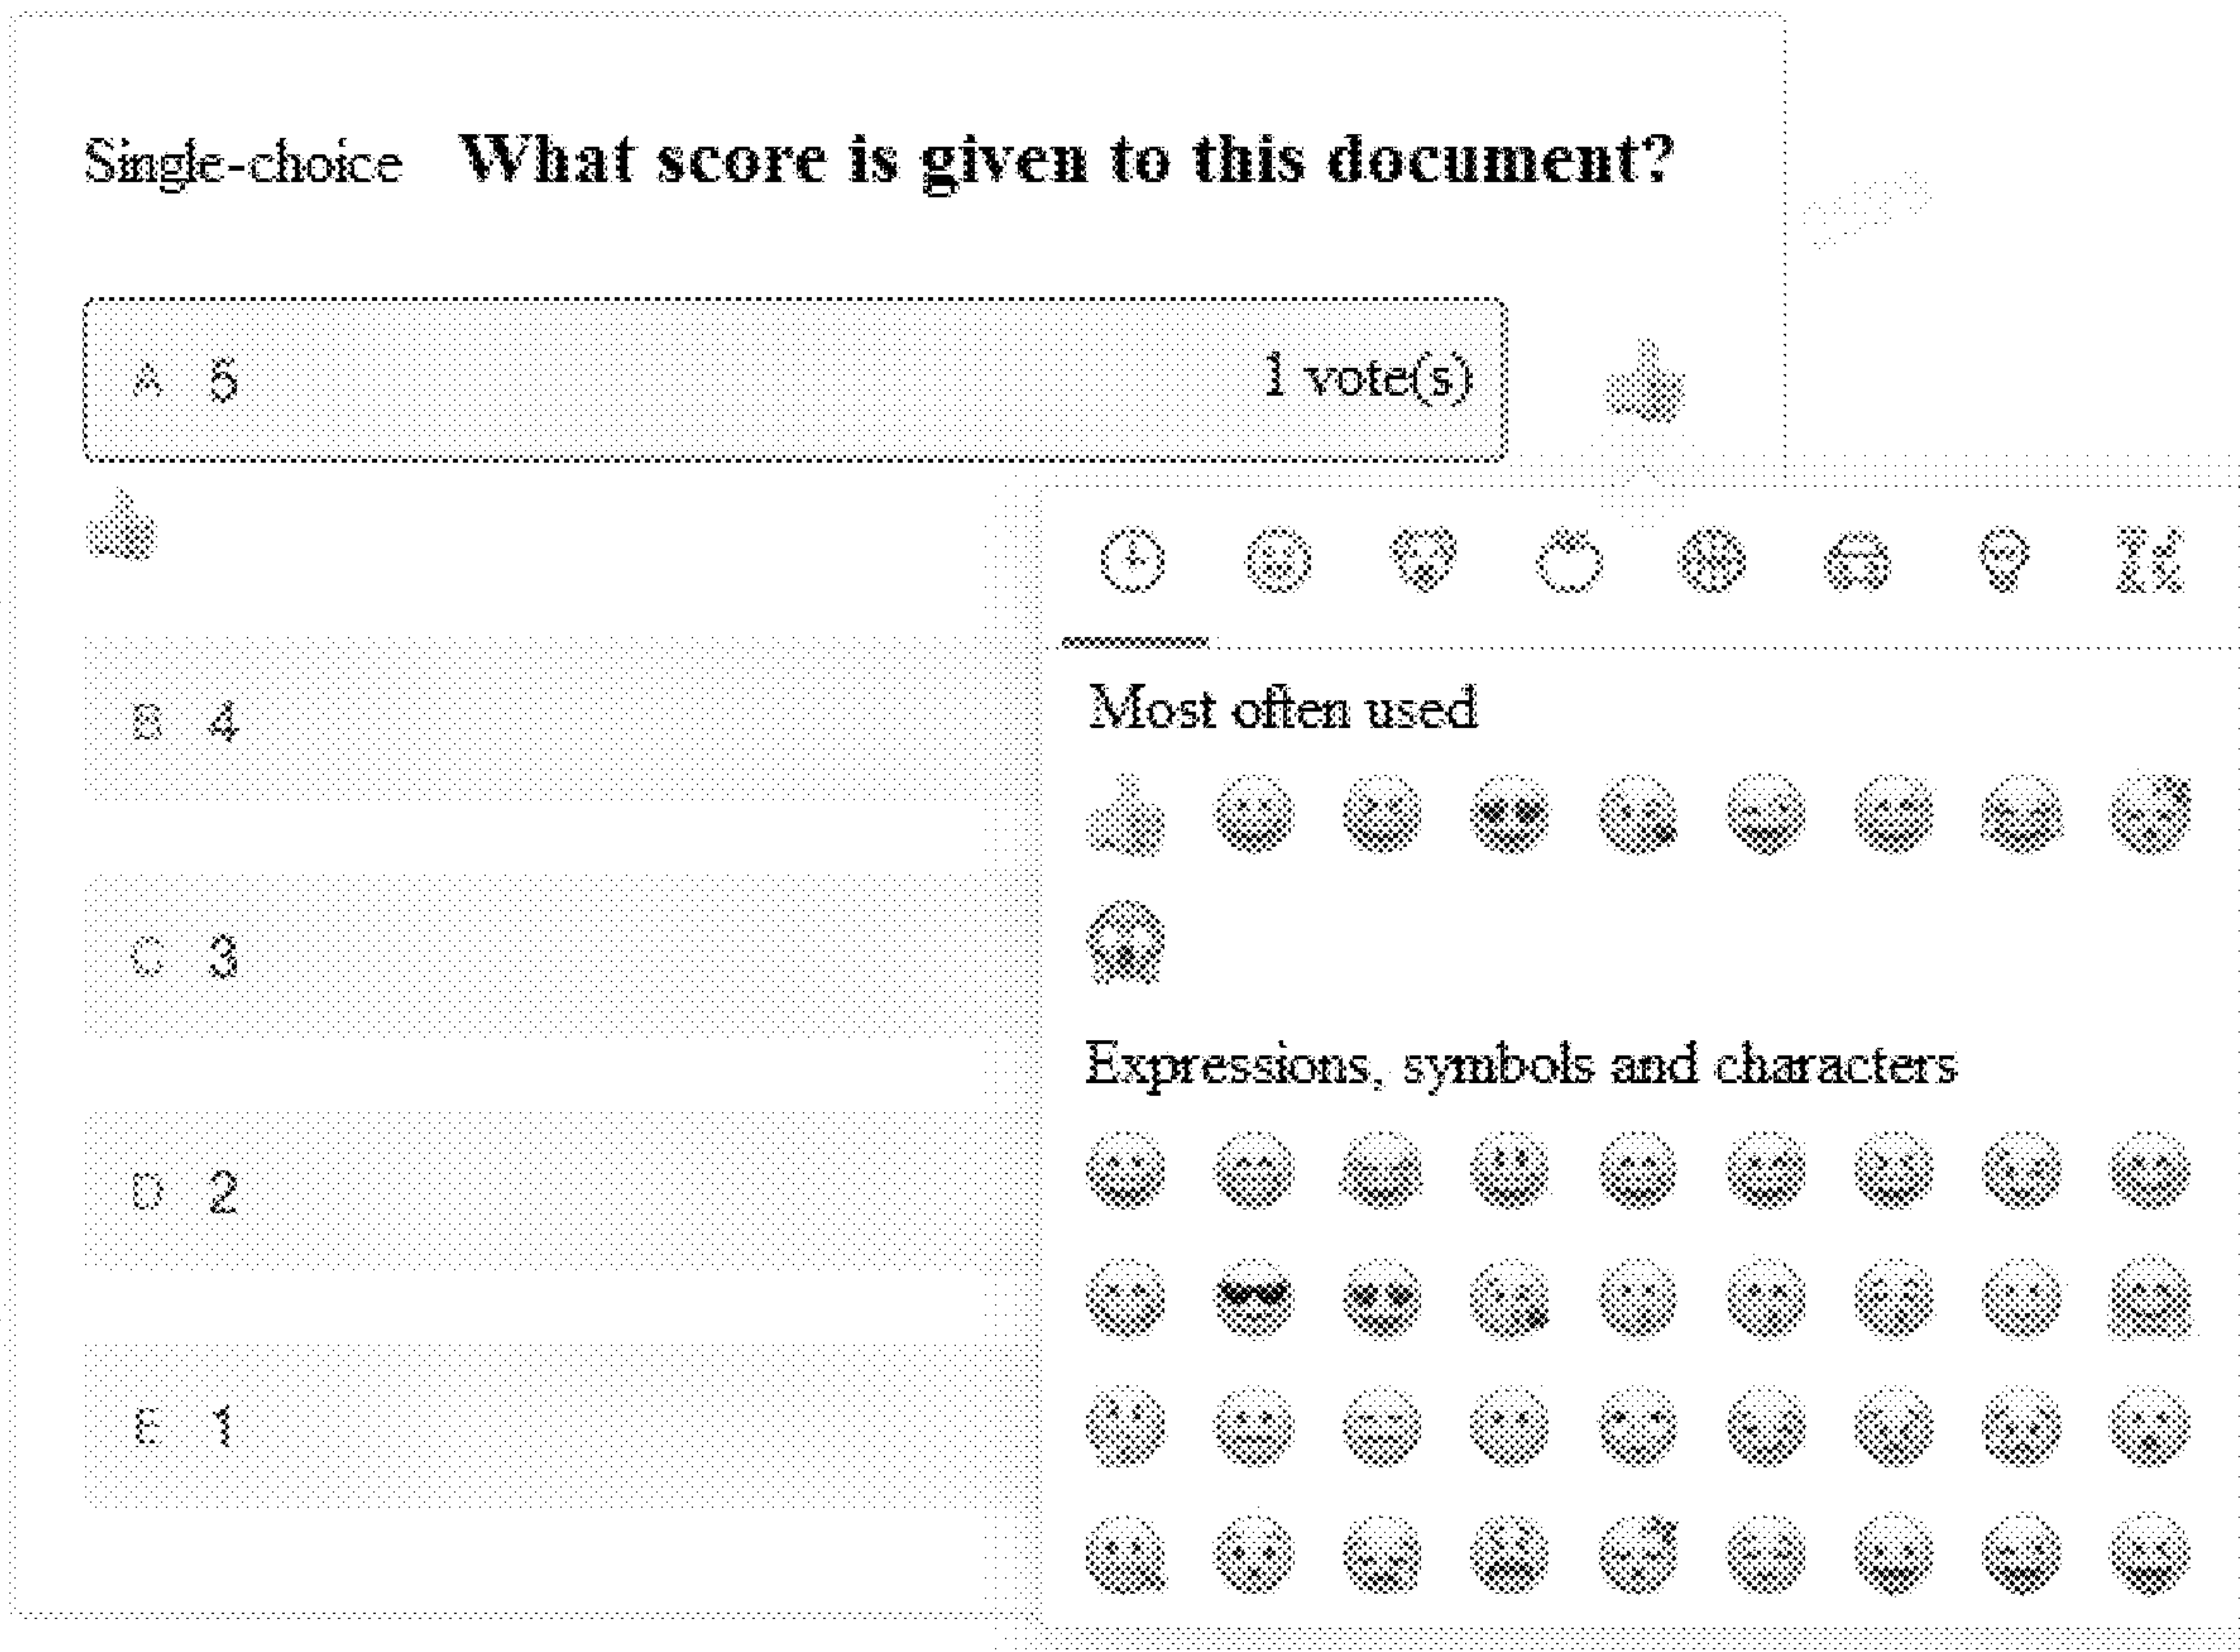 Single-choice What score is given to this document?
A 5 1 vote(s)
B 4
C 3
D 2
E 1
Most often used
Expressions, symbols and characters